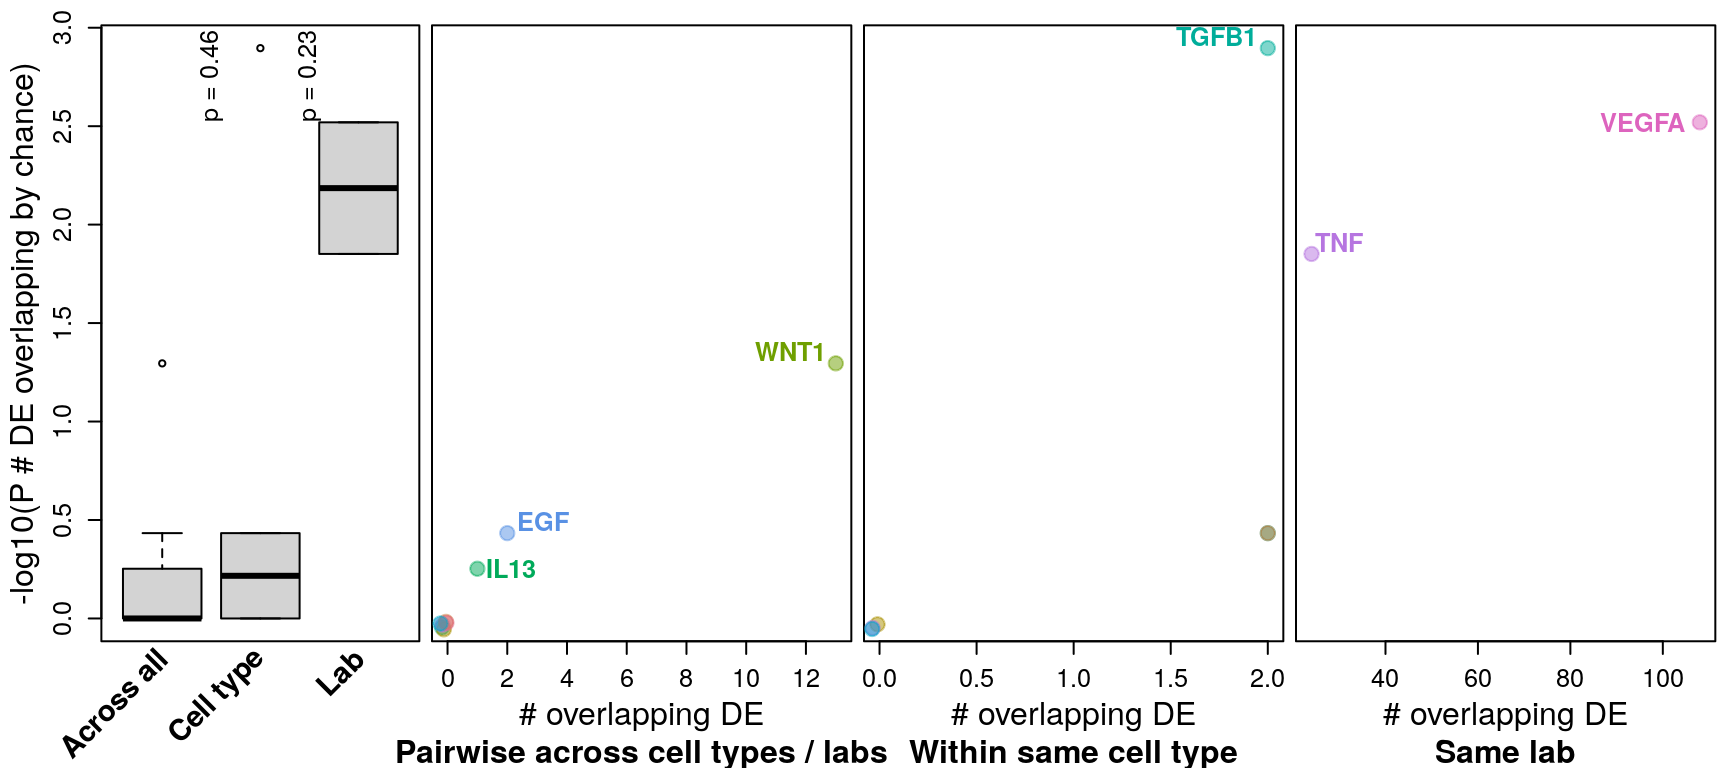 -log10(P # DE overlapping by chance)
0.0 0.5 1.0 1.5 2.0 2.5 3.0
p = 0.46
p = 0.23
Across all
Cell type
Lab
WNT1
EGF
IL13
0 2 4 6 8 10 12
# overlapping DE
Pairwise across cell types / labs
TGFB1
0.0 0.5 1.0 1.5 2.0
# overlapping DE
Within same cell type
VEGFA
TNF
40 60 80 100
# overlapping DE
Same lab